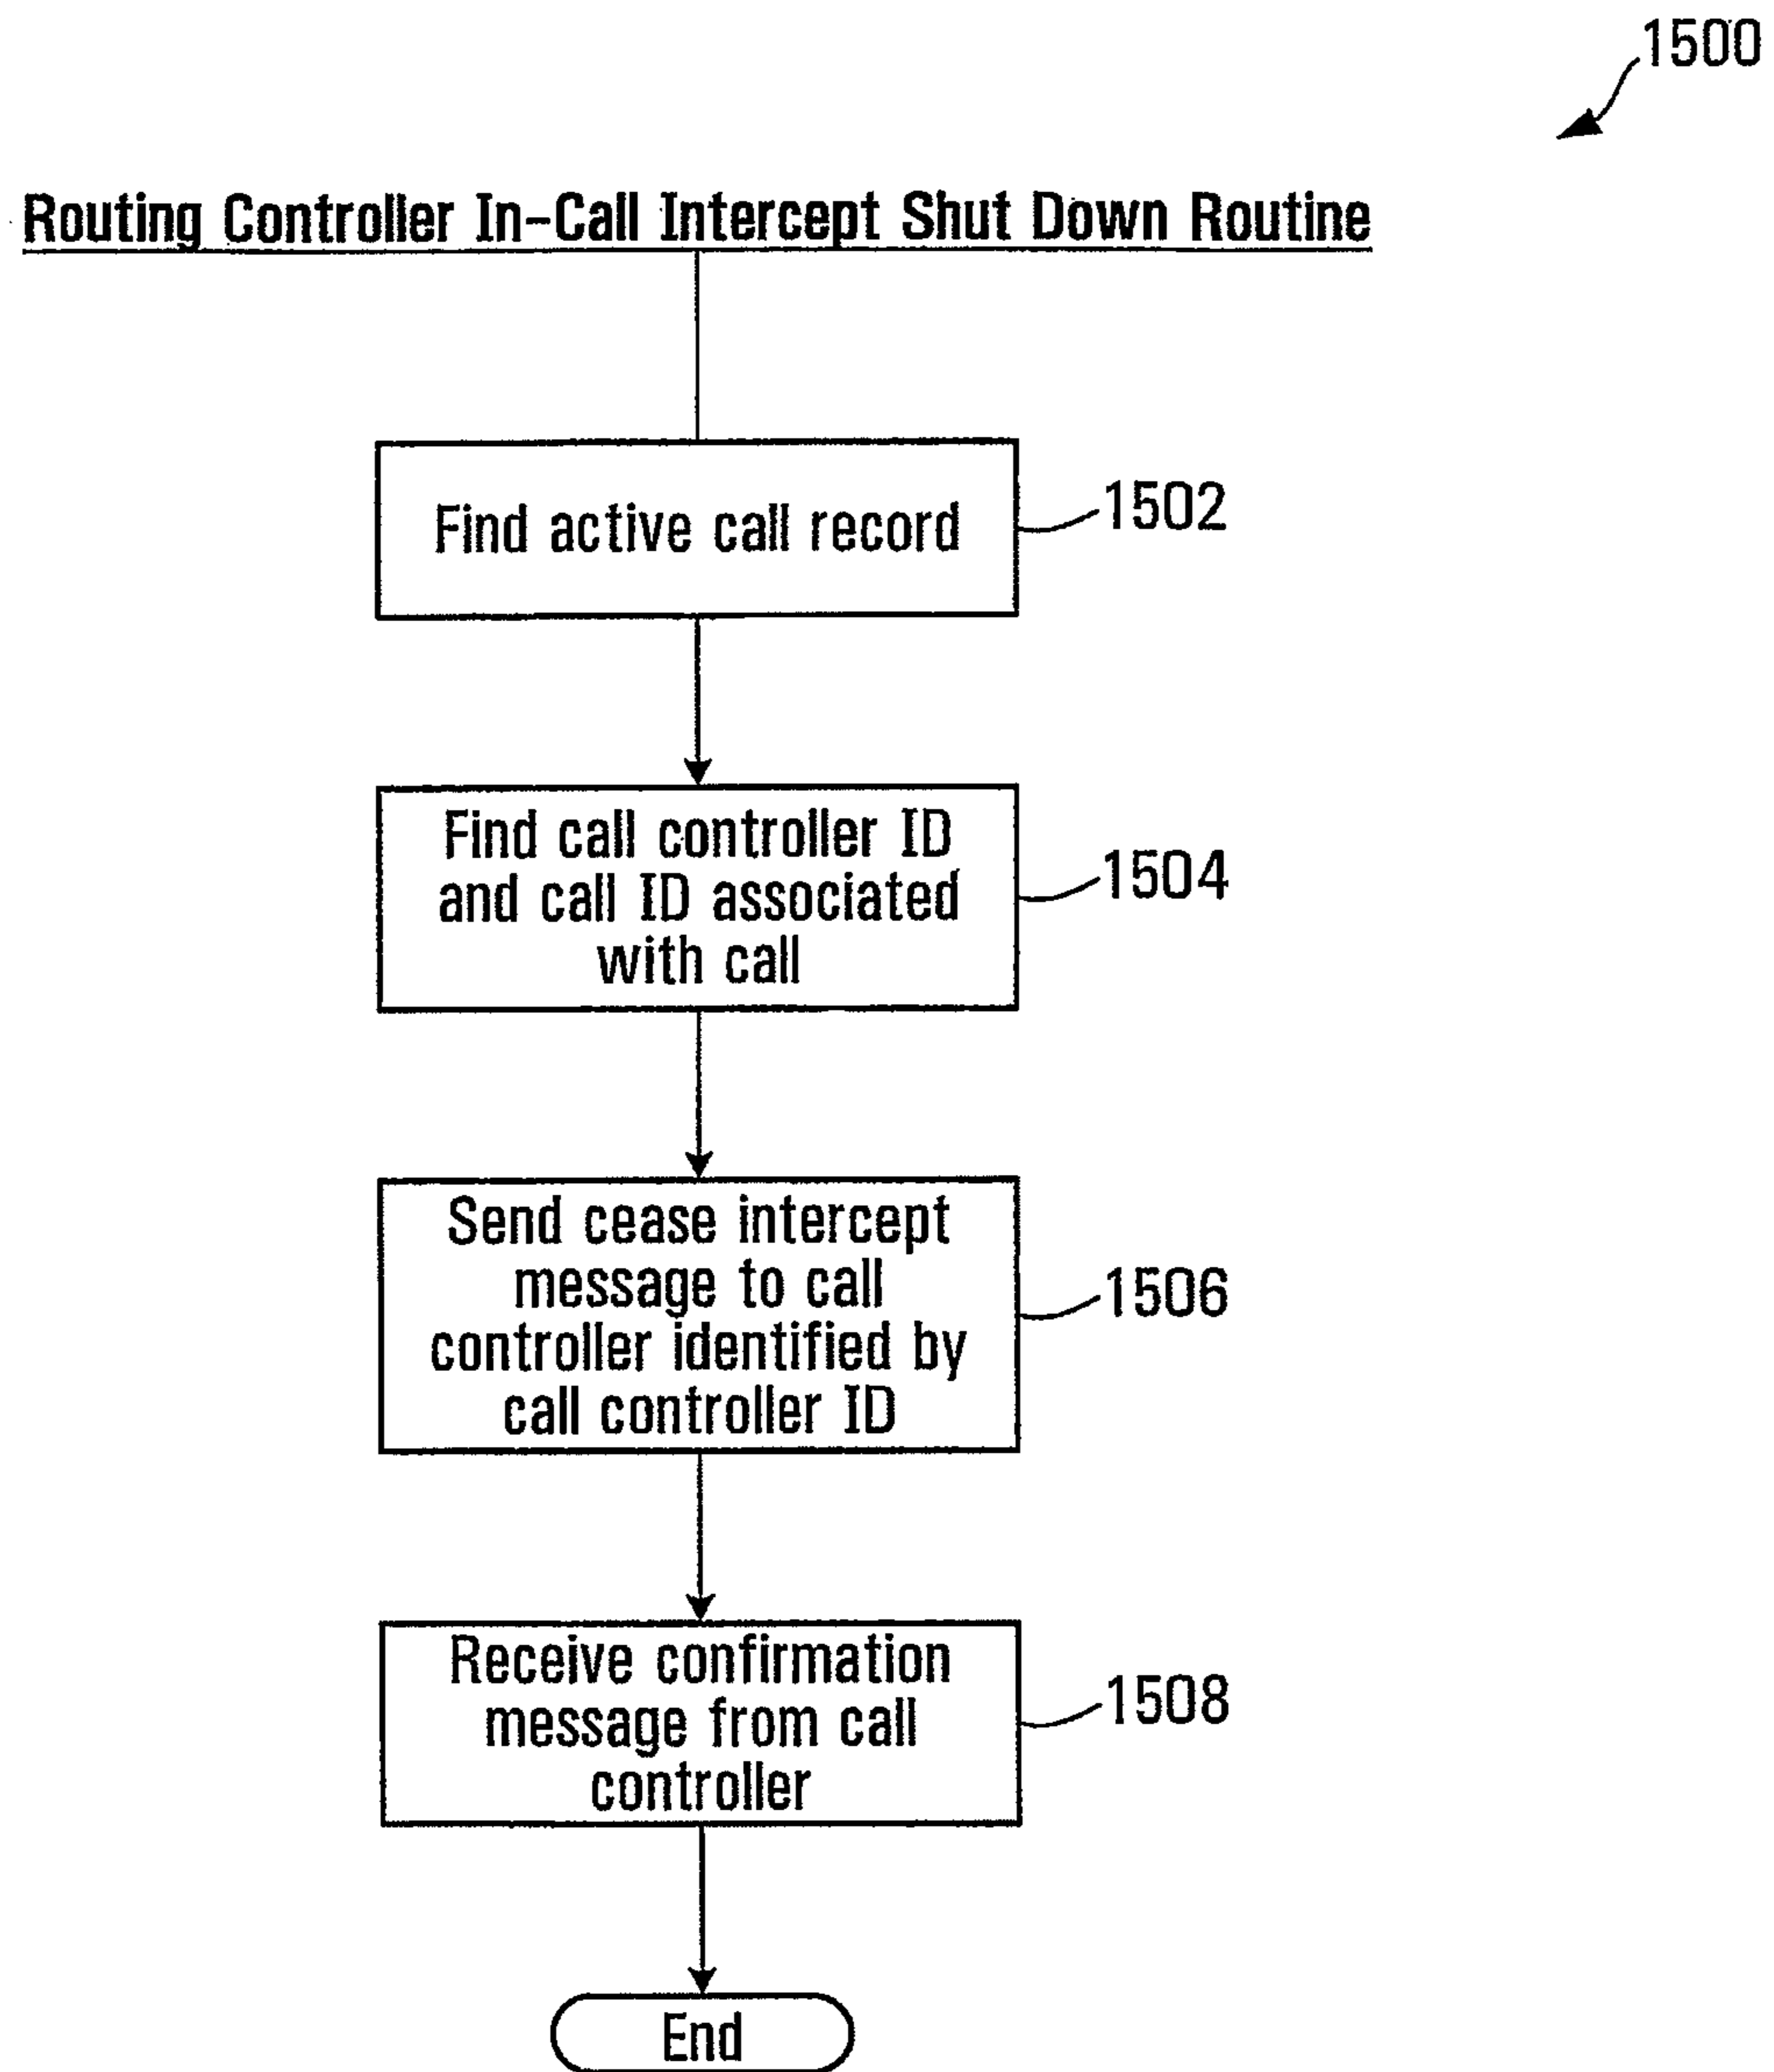 1500
Routing Controller In-Call Intercept Shut Down Routine
Find active call record
1502
Find call controller ID
and call ID associated
with call
1504
Send cease intercept
message to call
controller identified by
call controller ID
1506
Receive confirmation
message from call
controller
1508
End